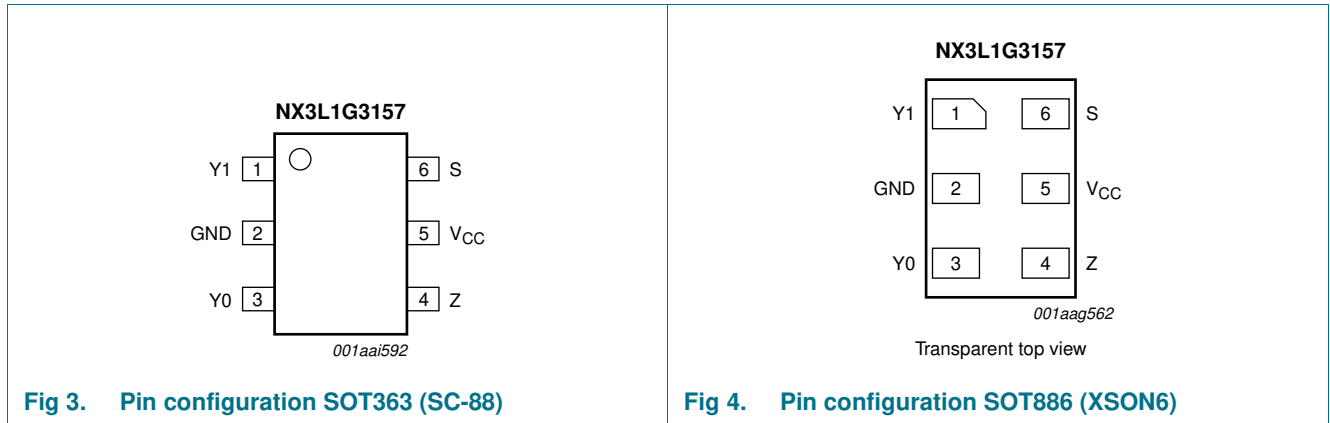 NX3L1G3157
Y1 1 6 S
GND 2 5 VCC
Y0 3 4 Z
001aai592
Fig 3. Pin configuration SOT363 (SC-88)
NX3L1G3157
Y1 1 6 S
GND 2 5 VCC
Y0 3 4 Z
001aag562
Transparent top view
Fig 4. Pin configuration SOT886 (XSON6)